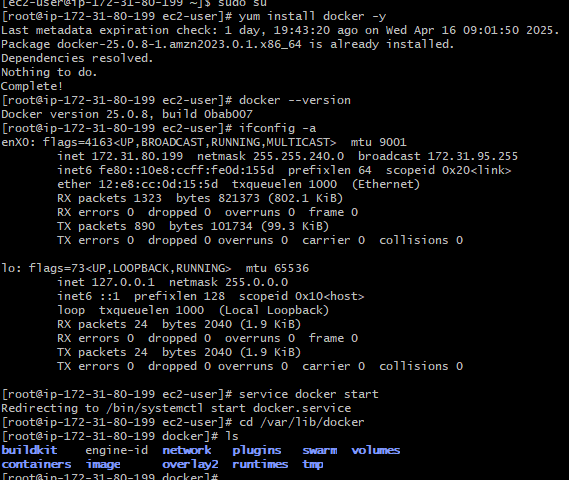 [ec2-user@ip-172-31-80-199 ~]$ sudo su
[root@ip-172-31-80-199 ec2-user]# yum install docker -y
Last metadata expiration check: 1 day, 19:43:20 ago on Wed Apr 16 09:01:50 2025.
Package docker-25.0.8-1.amzn2023.0.1.x86_64 is already installed.
Dependencies resolved.
Nothing to do.
Complete!
[root@ip-172-31-80-199 ec2-user]# docker --version
Docker version 25.0.8, build 0bab007
[root@ip-172-31-80-199 ec2-user]# ifconfig -a
enX0: flags=4163<UP,BROADCAST,RUNNING,MULTICAST>  mtu 9001
        inet 172.31.80.199  netmask 255.255.240.0  broadcast 172.31.95.255
        inet6 fe80::10e8:ccff:fe0d:155d  prefixlen 64  scopeid 0x20<link>
        ether 12:e8:cc:0d:15:5d  txqueuelen 1000  (Ethernet)
        RX packets 1323  bytes 821373 (802.1 KiB)
        RX errors 0  dropped 0  overruns 0  frame 0
        TX packets 890  bytes 101734 (99.3 KiB)
        TX errors 0  dropped 0 overruns 0  carrier 0  collisions 0

lo: flags=73<UP,LOOPBACK,RUNNING>  mtu 65536
        inet 127.0.0.1  netmask 255.0.0.0
        inet6 ::1  prefixlen 128  scopeid 0x10<host>
        loop  txqueuelen 1000  (Local Loopback)
        RX packets 24  bytes 2040 (1.9 KiB)
        RX errors 0  dropped 0  overruns 0  frame 0
        TX packets 24  bytes 2040 (1.9 KiB)
        TX errors 0  dropped 0 overruns 0  carrier 0  collisions 0

[root@ip-172-31-80-199 ec2-user]# service docker start
Redirecting to /bin/systemctl start docker.service
[root@ip-172-31-80-199 ec2-user]# cd /var/lib/docker
[root@ip-172-31-80-199 docker]# ls
buildkit    engine-id  network   plugins   swarm  volumes
containers  image      overlay2  runtimes  tmp
[root@ip-172-31-80-199 docker]#